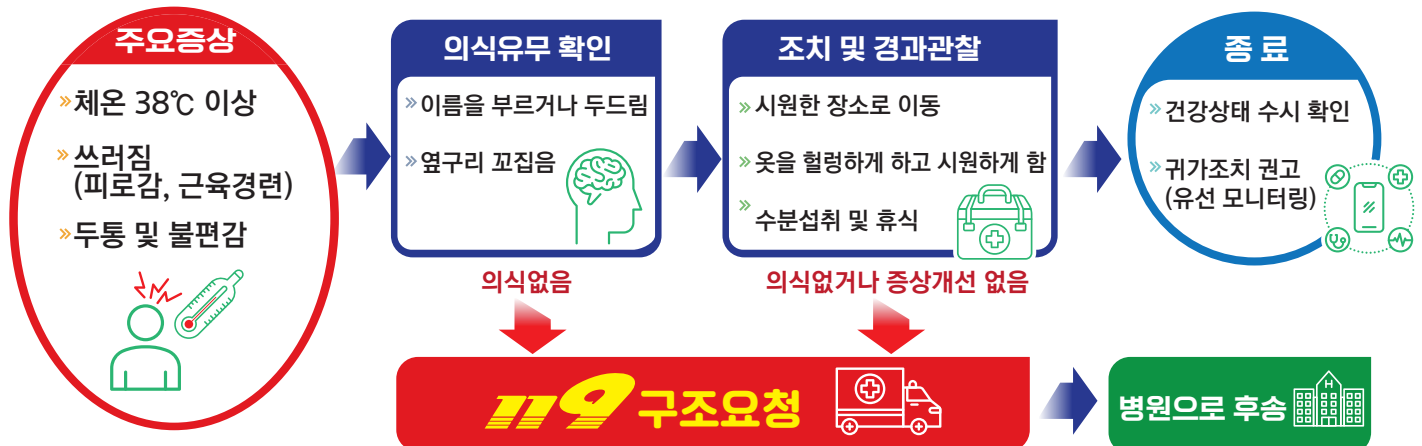 주요증상
» 체온 38℃ 이상
» 쓰러짐
(피로감, 근육경련)
» 두통 및 불편감
의식유무 확인
» 이름을 부르거나 두드림
» 옆구리 꼬집음
의식없음
조치 및 경과관찰
» 시원한 장소로 이동
» 옷을 헐렁하게 하고 시원하게 함
» 수분섭취 및 휴식
의식없거나 증상개선 없음
종 료
» 건강상태 수시 확인
» 귀가조치 권고
(유선 모니터링)
119 구조요청
병원으로 후송
H